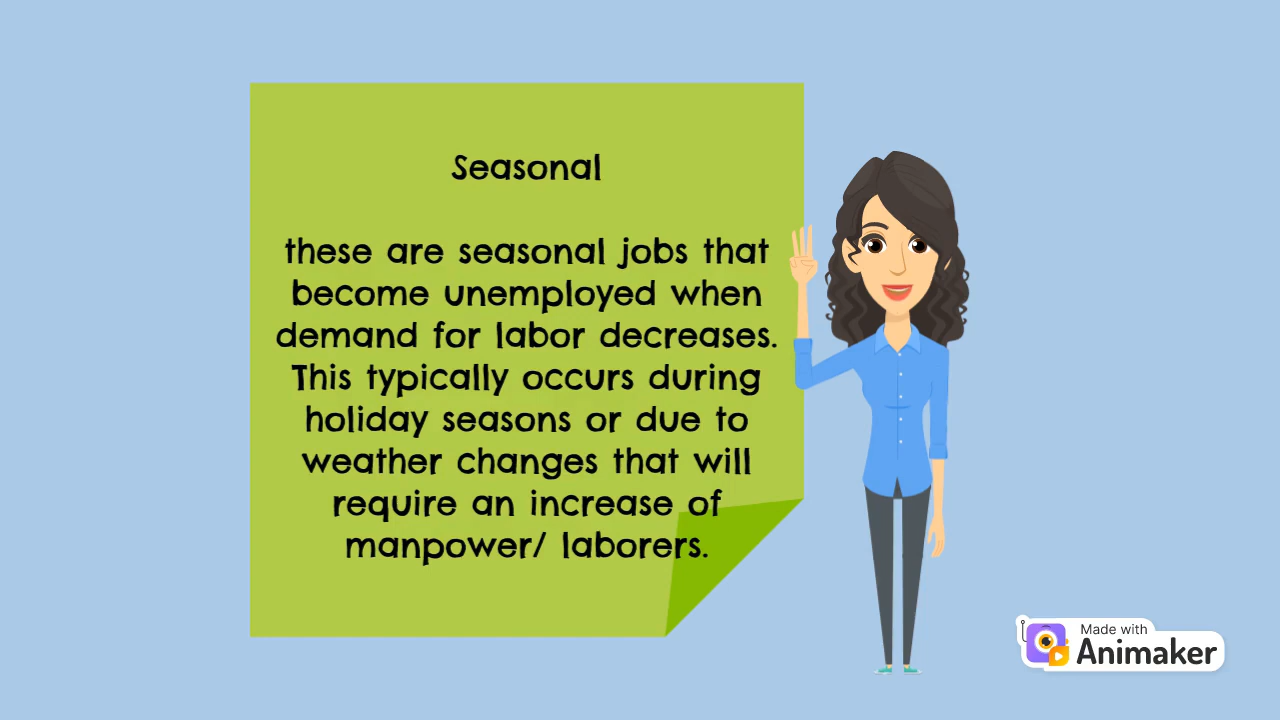 Seasonal
these are seasonal jobs that
become unemployed when
demand for labor decreases.
This typically occurs during
holiday seasons or due to
weather changes that will
require an increase of
manpower/ laborers.
Made with
Animaker